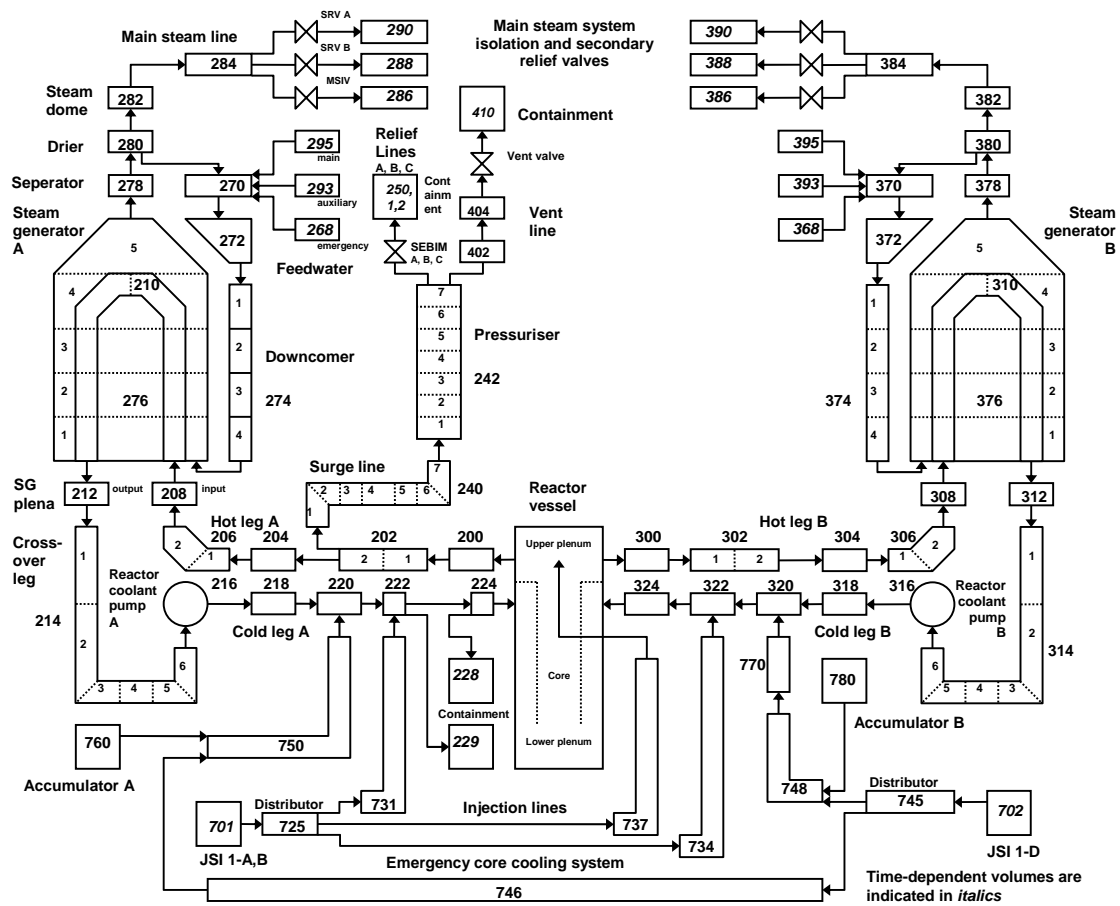 SRV A
290
Main steam line
SRV B
284
288
MSIV
286
Main steam system
isolation and secondary
relief valves
390
388
384
386
Steam
dome
282
382
410
Containment
Drier
280
295
main
Relief
Lines
A, B, C
Vent valve
395
380
Seperator
278
270
293
auxiliary
250,
1,2
Cont
ainm
ent
404
Vent
line
393
370
378
Steam
generator
A
268
emergency
272
Feedwater
SEBIM
A, B, C
402
368
372
Steam
generator
B
5
4
210
3
2
276
1
1
2
3
4
Downcomer
274
7
6
5
4
3
2
1
Pressuriser
242
374
1
2
3
4
5
310
4
3
2
376
1
SG
plena
212
output
208
input
Surge line
7
2
3
4
5
6
1
240
Reactor
vessel
308
312
Hot leg A
206
204
202
200
2
1
2
1
Upper plenum
300
302
1
2
Hot leg B
304
306
1
2
Cross-
over
leg
214
1
2
3
4
5
6
Reactor
coolant
pump
A
216
218
220
222
224
Cold leg A
324
322
320
318
316
Cold leg B
Reactor
coolant
pump
B
1
2
3
4
5
6
314
228
Containment
229
Core
Lower plenum
770
780
Accumulator B
760
Accumulator A
750
731
Injection lines
737
734
748
Distributor
745
702
JSI 1-D
701
JSI 1-A,B
Distributor
725
Emergency core cooling system
746
Time-dependent volumes are
indicated in italics